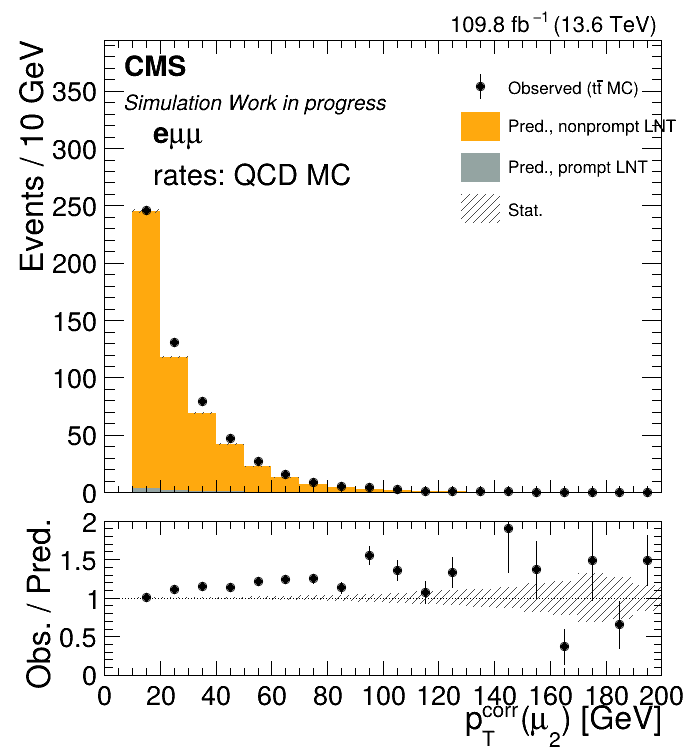 109.8 fb⁻¹ (13.6 TeV)
CMS
Simulation Work in progress
eμμ
rates: QCD MC
Observed (tt̄ MC)
Pred., nonprompt LNT
Pred., prompt LNT
Stat.
Events / 10 GeV
350
300
250
200
150
100
50
0
Obs. / Pred.
2
1.5
1
0.5
0
0 20 40 60 80 100 120 140 160 180 200
p_T^corr(μ_2) [GeV]